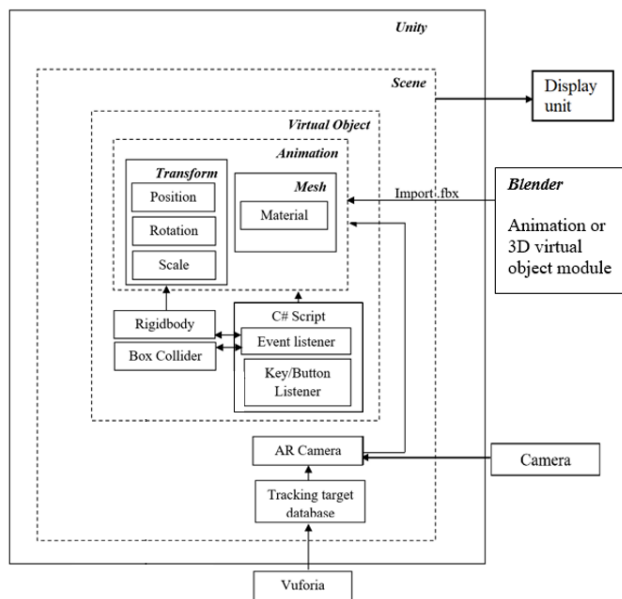 Unity
Scene
Display
unit
Virtual Object
Animation
Transform
Mesh
Position
Material
Rotation
Scale
Import .fbx
Blender
Animation or
3D virtual
object module
Rigidbody
Box Collider
C# Script
Event listener
Key/Button
Listener
AR Camera
Camera
Tracking target
database
Vuforia